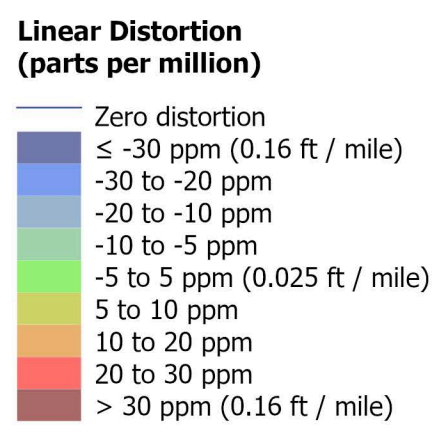 Linear Distortion
(parts per million)
Zero distortion
≤ -30 ppm (0.16 ft / mile)
-30 to -20 ppm
-20 to -10 ppm
-10 to -5 ppm
-5 to 5 ppm (0.025 ft / mile)
5 to 10 ppm
10 to 20 ppm
20 to 30 ppm
> 30 ppm (0.16 ft / mile)